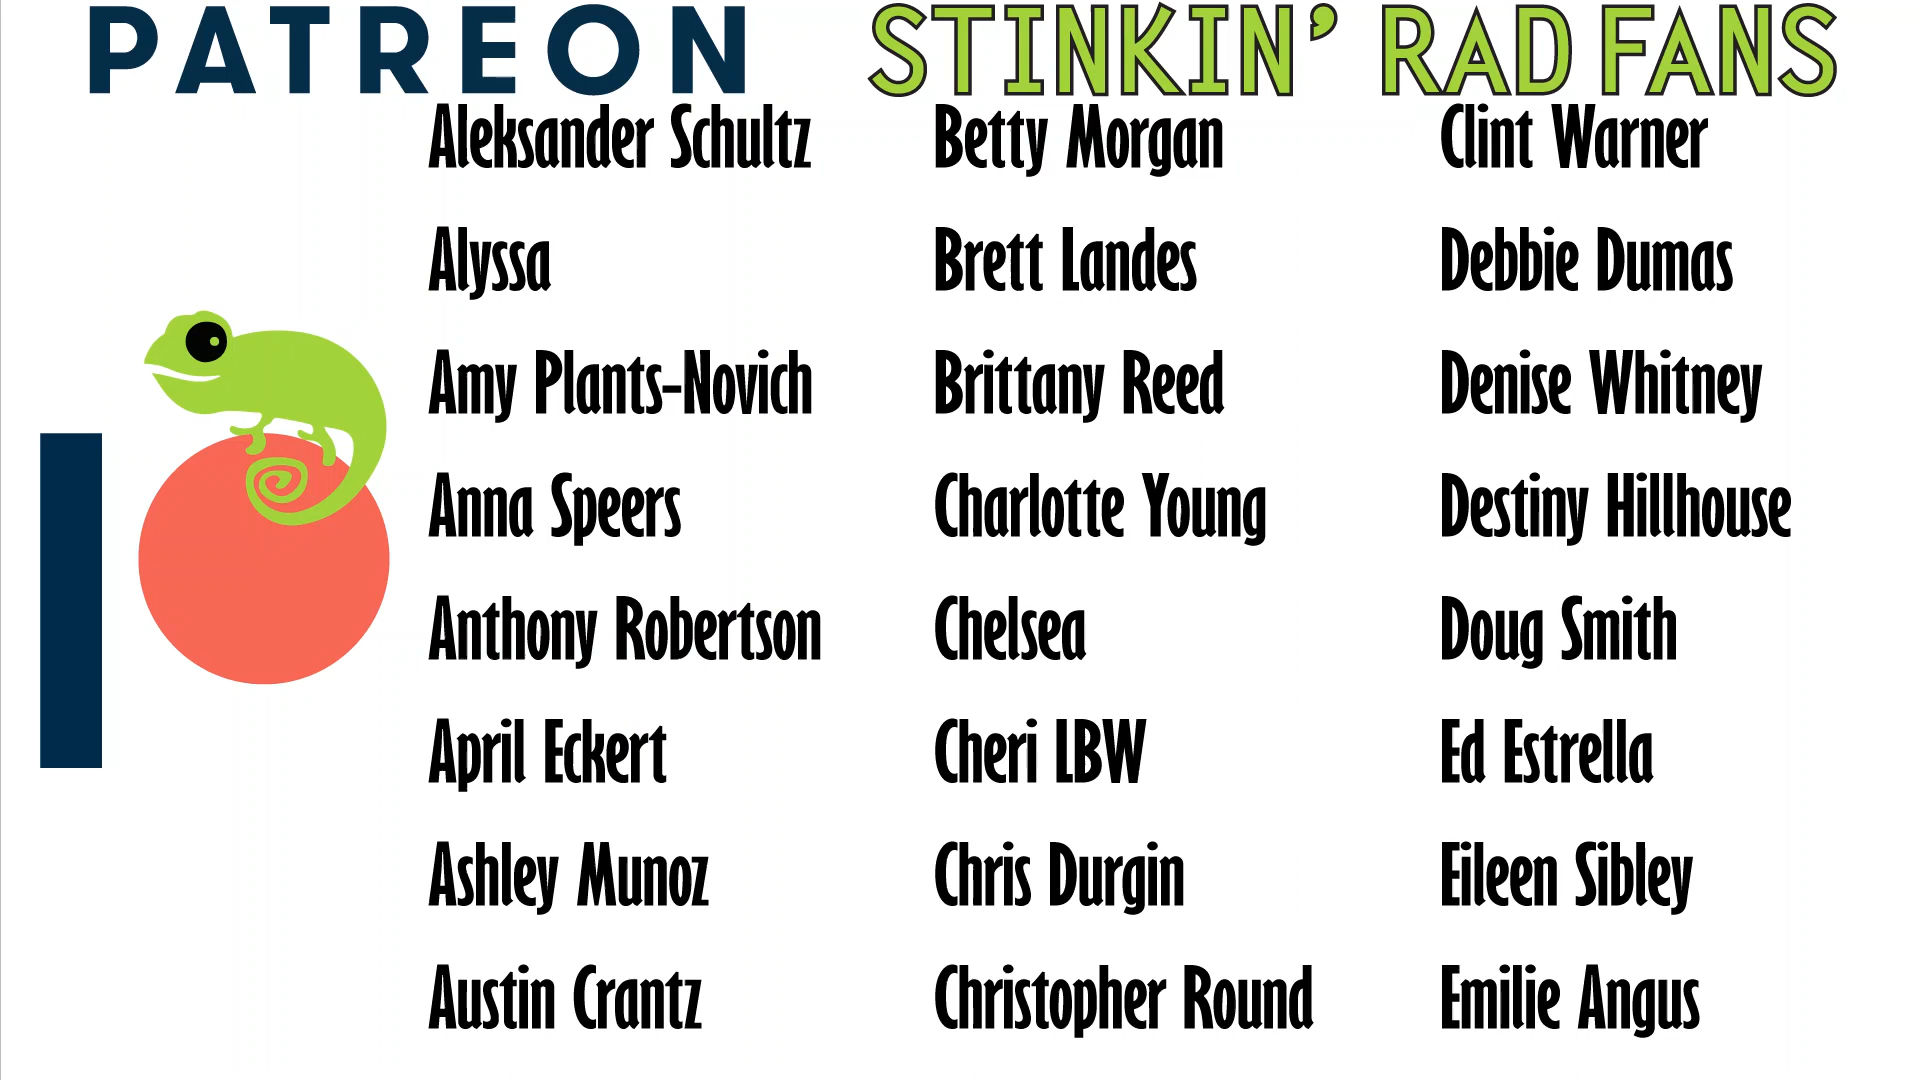 PATREON STINKIN' RAD FANS
Aleksander Schultz
Alyssa
Amy Plants-Novich
Anna Speers
Anthony Robertson
April Eckert
Ashley Munoz
Austin Crantz
Betty Morgan
Brett Landes
Brittany Reed
Charlotte Young
Chelsea
Cheri LBW
Chris Durgin
Christopher Round
Clint Warner
Debbie Dumas
Denise Whitney
Destiny Hillhouse
Doug Smith
Ed Estrella
Eileen Sibley
Emilie Angus